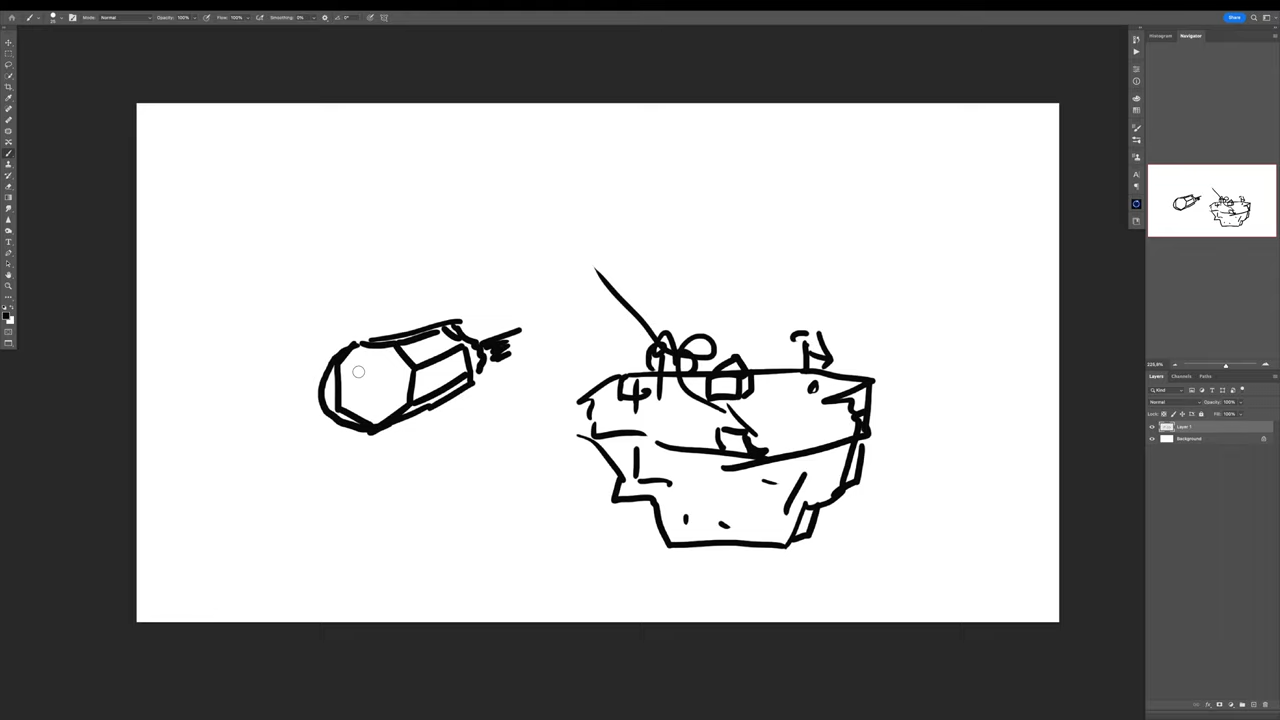 Mode: Normal Opacity: 100% Flow: 100% Smoothing: 0% 0° Share
Histogram Navigator
Layers Channels Paths
Kind
Normal Opacity: 100%
Lock: Fill: 100%
Layer 1
Background